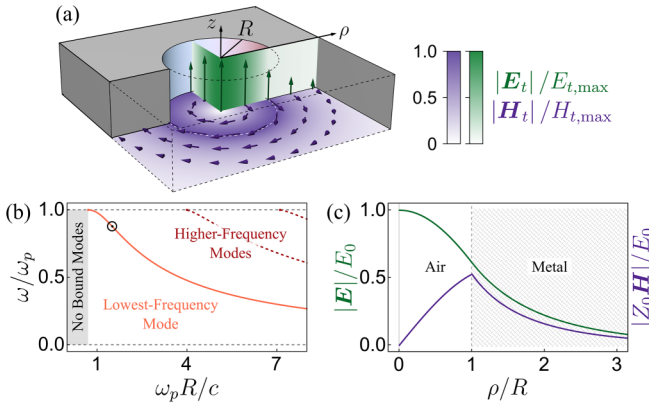 (a)
z
R
ρ
1.0
0.5
0
|E_t|/E_{t,max}
|H_t|/H_{t,max}
(b)
1.0
0.5
0.0
ω/ω_p
No Bound Modes
Higher-Frequency
Modes
Lowest-Frequency
Mode
1
4
7
ω_pR/c
(c)
1.0
0.5
0.0
|E|/E_0
Air
Metal
|Z_0H|/E_0
0
1
2
3
ρ/R